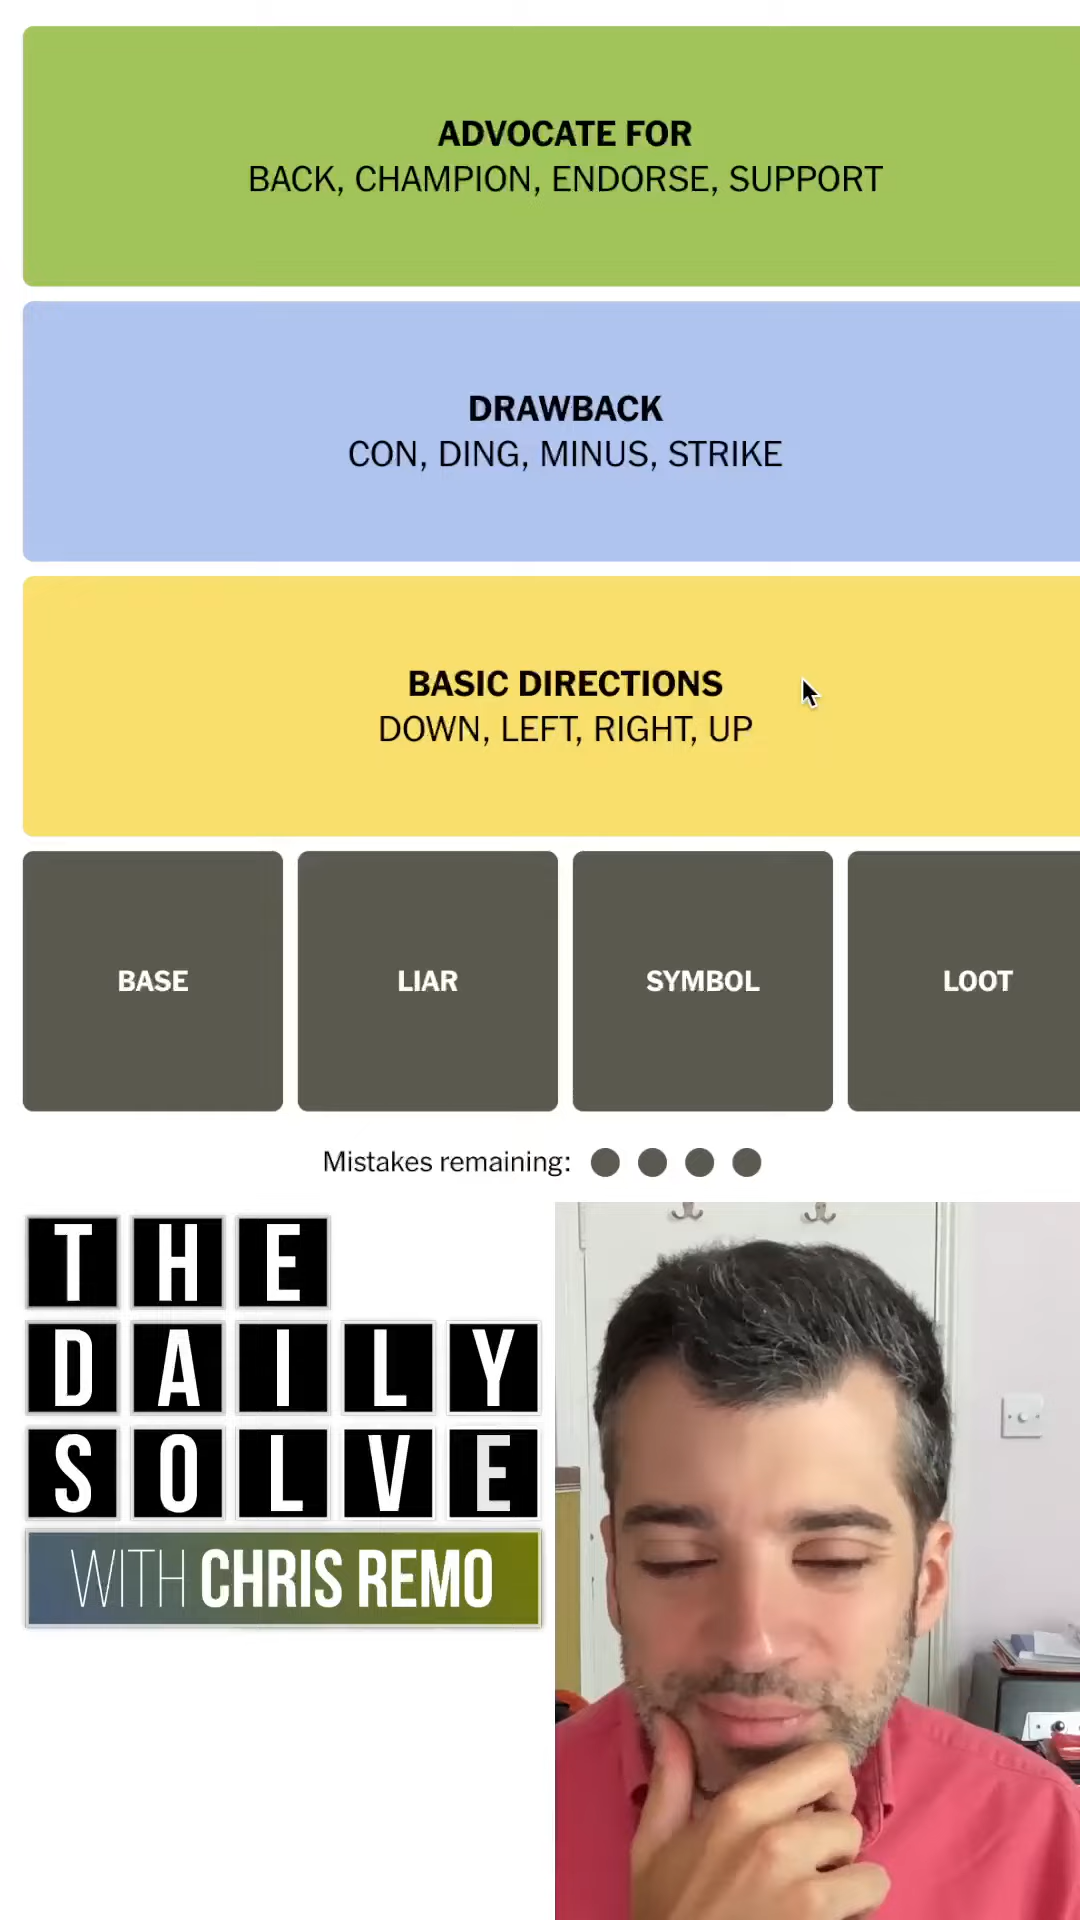 ADVOCATE FOR
BACK, CHAMPION, ENDORSE, SUPPORT
DRAWBACK
CON, DING, MINUS, STRIKE
BASIC DIRECTIONS
DOWN, LEFT, RIGHT, UP
BASE LIAR SYMBOL LOOT
Mistakes remaining:
THE
DAILY
SOLVE
WITH CHRIS REMO